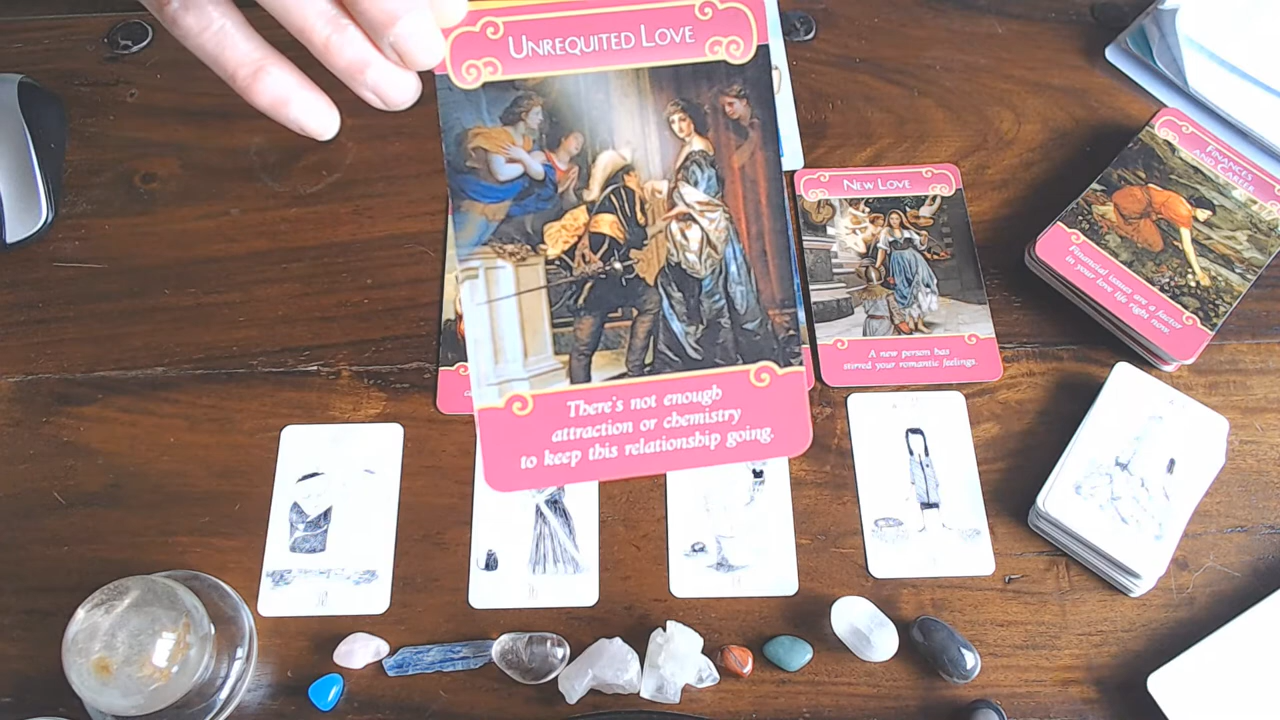 UNREQUITED LOVE
There's not enough
attraction or chemistry
to keep this relationship going.
NEW LOVE
A new person has
stirred your romantic feelings.
FINANCES
AND CAREER
Financial issues are a factor
in your love life right now.